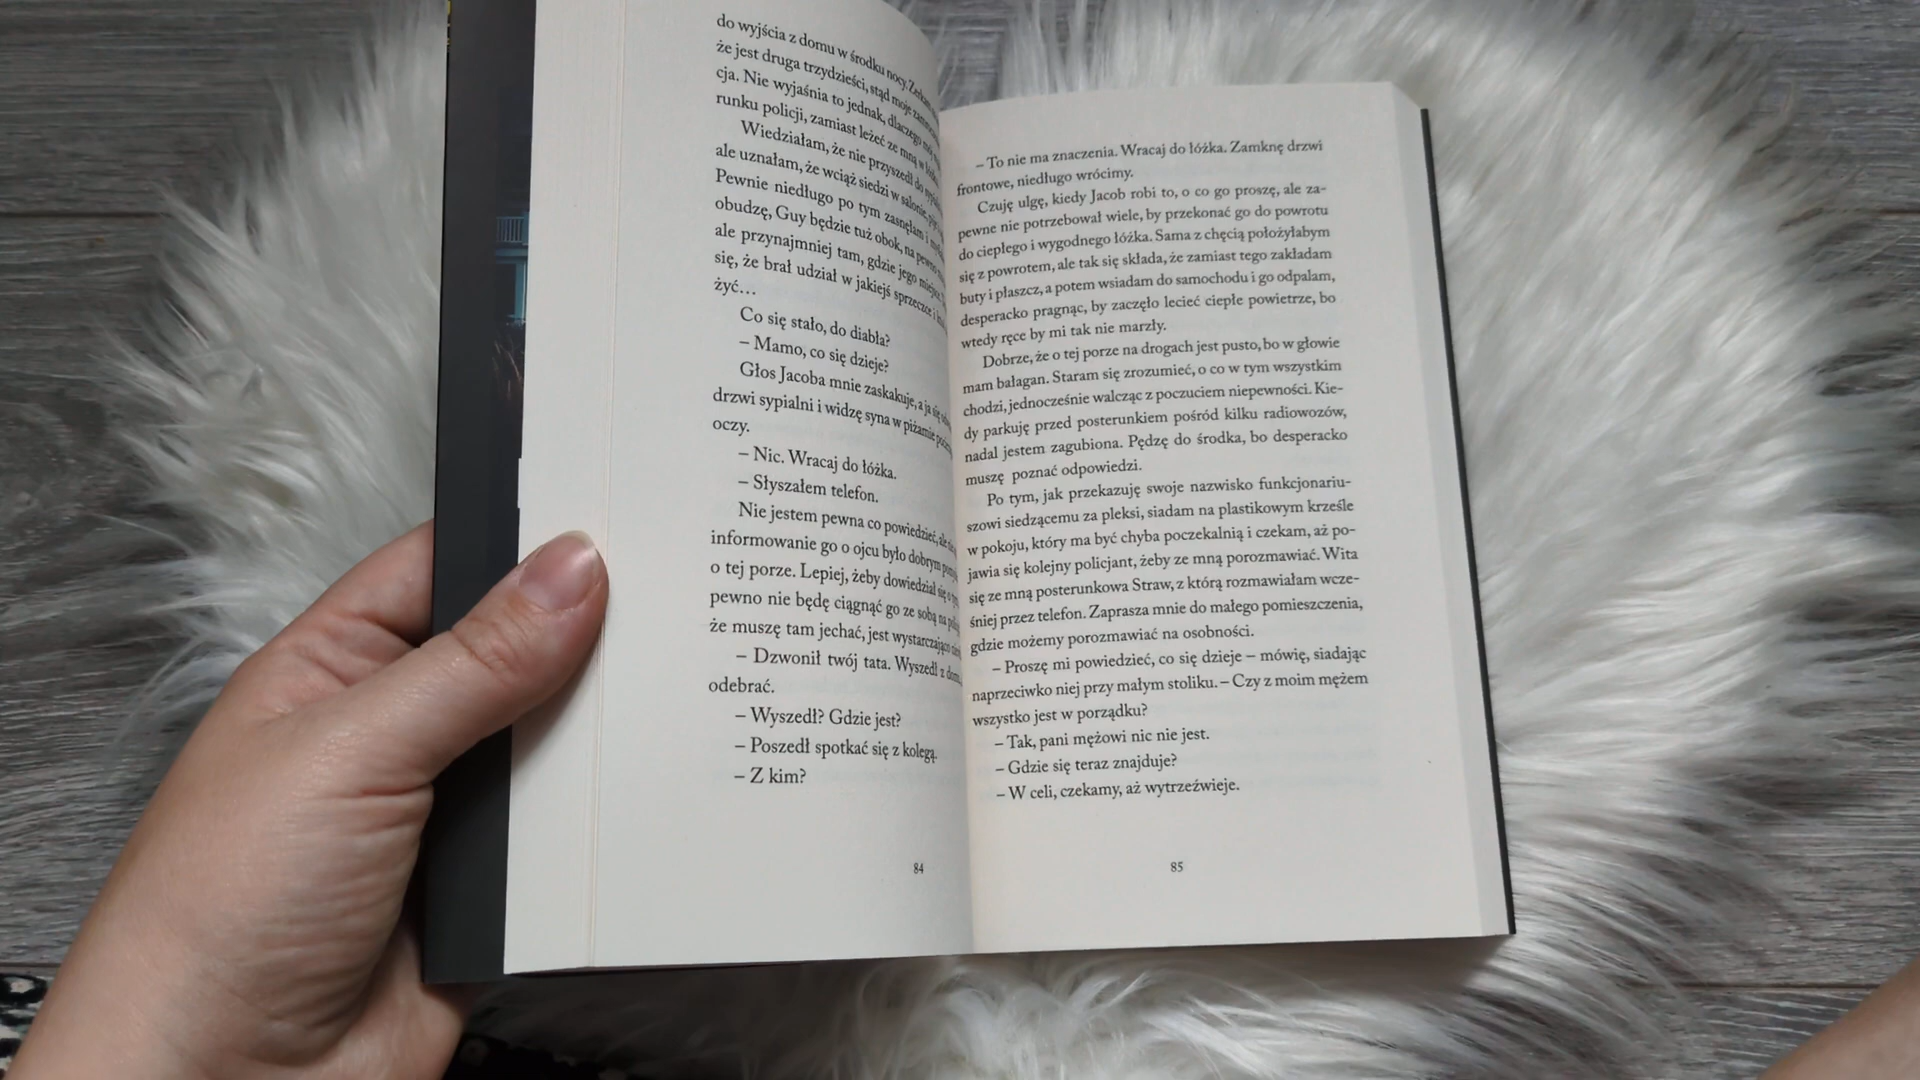 do wyjścia z domu w środku nocy. Zerkam
że jest druga trzydzieści, stąd moje
cja. Nie wyjaśnia to jednak, dlaczego mój
runku policji, zamiast leżeć ze mną w łóżku
Wiedziałam, że nie przyszedł do
ale uznałam, że wciąż siedzi w salonie,
Pewnie niedługo po tym zasnęłam i
obudzę, Guy będzie tuż obok, na pewno
ale przynajmniej tam, gdzie jego miejsce.
się, że brał udział w jakiejś sprzeczce i
żyć…
Co się stało, do diabła?
– Mamo, co się dzieje?
Głos Jacoba mnie zaskakuje, a ja się
drzwi sypialni i widzę syna w piżamie
oczy.
– Nic. Wracaj do łóżka.
– Słyszałem telefon.
Nie jestem pewna co powiedzieć, ale
informowanie go o ojcu było dobrym
o tej porze. Lepiej, żeby dowiedział się o
pewno nie będę ciągnąć go ze sobą na
że muszę tam jechać, jest wystarczająco
– Dzwonił twój tata. Wyszedł z
odebrać.
– Wyszedł? Gdzie jest?
– Poszedł spotkać się z kolegą.
– Z kim?
84
– To nie ma znaczenia. Wracaj do łóżka. Zamknę drzwi
frontowe, niedługo wrócimy.
Czuję ulgę, kiedy Jacob robi to, o co go proszę, ale za-
pewne nie potrzebował wiele, by przekonać go do powrotu
do ciepłego i wygodnego łóżka. Sama z chęcią położyłabym
się z powrotem, ale tak się składa, że zamiast tego zakładam
buty i płaszcz, a potem wsiadam do samochodu i go odpalam,
desperacko pragnąc, by zaczęło lecieć ciepłe powietrze, bo
wtedy ręce by mi tak nie marzły.
Dobrze, że o tej porze na drogach jest pusto, bo w głowie
mam bałagan. Staram się zrozumieć, o co w tym wszystkim
chodzi, jednocześnie walcząc z poczuciem niepewności. Kie-
dy parkuję przed posterunkiem pośród kilku radiowozów,
nadal jestem zagubiona. Pędzę do środka, bo desperacko
muszę poznać odpowiedzi.
Po tym, jak przekazuję swoje nazwisko funkcjonariu-
szowi siedzącemu za pleksi, siadam na plastikowym krześle
w pokoju, który ma być chyba poczekalnią i czekam, aż po-
jawia się kolejny policjant, żeby ze mną porozmawiać. Wita
się ze mną posterunkowa Straw, z którą rozmawiałam wcze-
śniej przez telefon. Zaprasza mnie do małego pomieszczenia,
gdzie możemy porozmawiać na osobności.
– Proszę mi powiedzieć, co się dzieje – mówię, siadając
naprzeciwko niej przy małym stoliku. – Czy z moim mężem
wszystko jest w porządku?
– Tak, pani mężowi nic nie jest.
– Gdzie się teraz znajduje?
– W celi, czekamy, aż wytrzeźwieje.
85